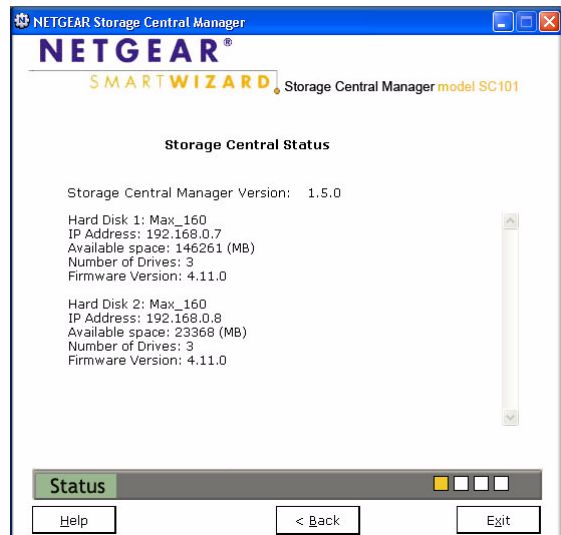 NETGEAR Storage Central Manager
NETGEAR®
SMARTWIZARD Storage Central Manager model SC101
Storage Central Status
Storage Central Manager Version: 1.5.0
Hard Disk 1: Max_160
IP Address: 192.168.0.7
Available space: 146261 (MB)
Number of Drives: 3
Firmware Version: 4.11.0
Hard Disk 2: Max_160
IP Address: 192.168.0.8
Available space: 23368 (MB)
Number of Drives: 3
Firmware Version: 4.11.0
Status
Help
< Back
Exit